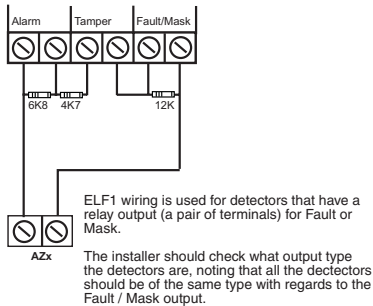 Alarm Tamper Fault/Mask
6K8 4K7 12K
AZx
ELF1 wiring is used for detectors that have a
relay output (a pair of terminals) for Fault or
Mask.
The installer should check what output type
the detectors are, noting that all the dectectors
should be of the same type with regards to the
Fault / Mask output.